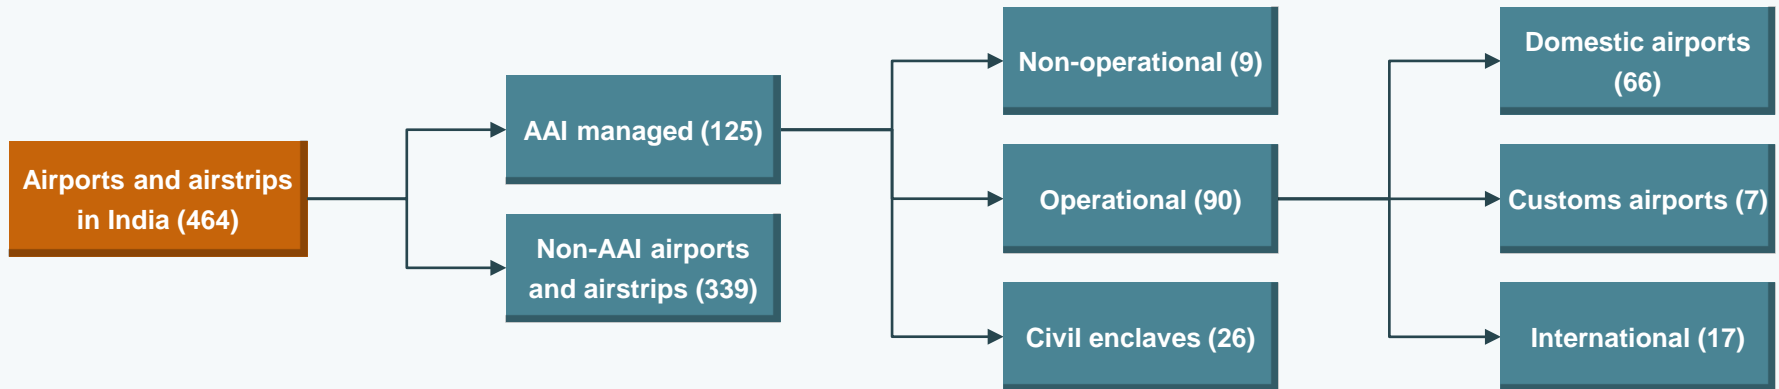 Airports and airstrips
in India (464)
AAI managed (125)
Non-AAI airports
and airstrips (339)
Non-operational (9)
Operational (90)
Civil enclaves (26)
Domestic airports
(66)
Customs airports (7)
International (17)